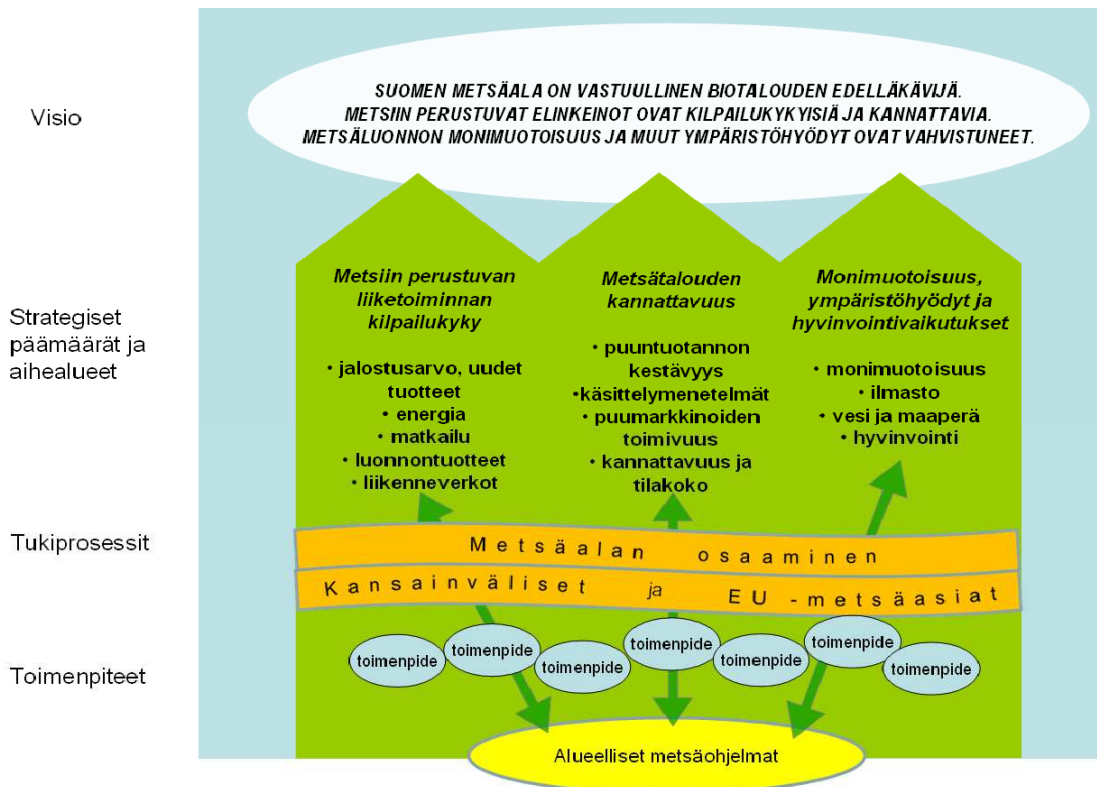 Visio
SUOMEN METSÄALA ON VASTUULLINEN BIOTALOUDEN EDELLÄKÄVIJÄ.
METSIIN PERUSTUVAT ELINKEINOT OVAT KILPAILUKYKYISIÄ JA KANNATTAVIA.
METSÄLUONNON MONIMUOTOISUUS JA MUUT YMPÄRISTÖHYÖDYT OVAT VAHVISTUNEET.
Strategiset
päämäärät ja
aihealueet
Metsiin perustuvan
liiketoiminnan
kilpailukyky
• jalostusarvo, uudet
tuotteet
• energia
• matkailu
• luonnontuotteet
• liikenneverkot
Metsätalouden
kannattavuus
• puuntuotannon
kestävyys
• käsittelymenetelmät
• puumarkkinoiden
toimivuus
• kannattavuus ja
tilakoko
Monimuotoisuus,
ympäristöhyödyt ja
hyvinvointivaikutukset
• monimuotoisuus
• ilmasto
• vesi ja maaperä
• hyvinvointi
Tukiprosessit
Metsäalan osaaminen
Kansainväliset ja EU-metsäasiat
Toimenpiteet
toimenpide
toimenpide
toimenpide
toimenpide
toimenpide
toimenpide
toimenpide
Alueelliset metsäohjelmat